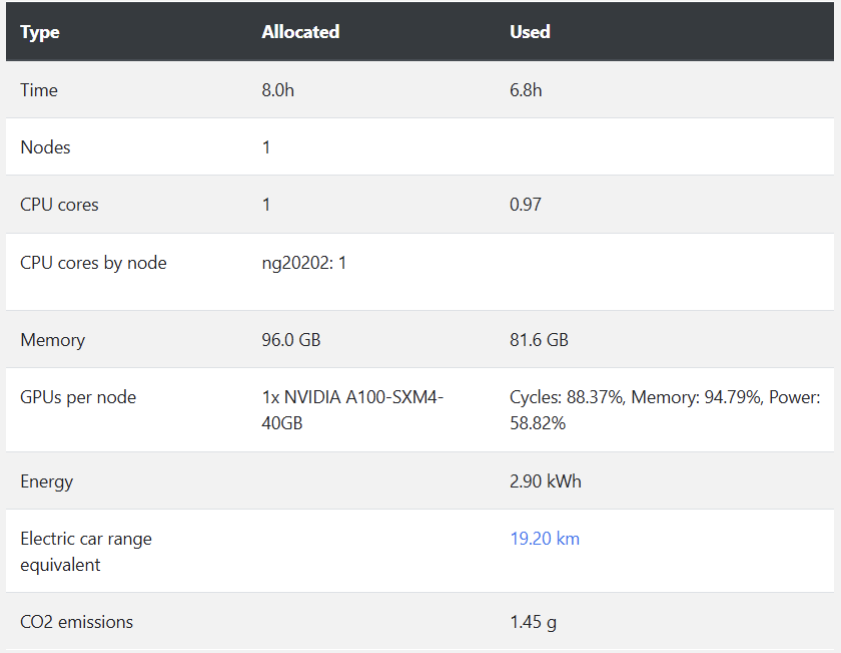 Type Allocated Used
Time 8.0h 6.8h
Nodes 1
CPU cores 1 0.97
CPU cores by node ng20202: 1
Memory 96.0 GB 81.6 GB
GPUs per node 1x NVIDIA A100-SXM4- Cycles: 88.37%, Memory: 94.79%, Power:
40GB 58.82%
Energy 2.90 kWh
Electric car range 19.20 km
equivalent
CO2 emissions 1.45 g